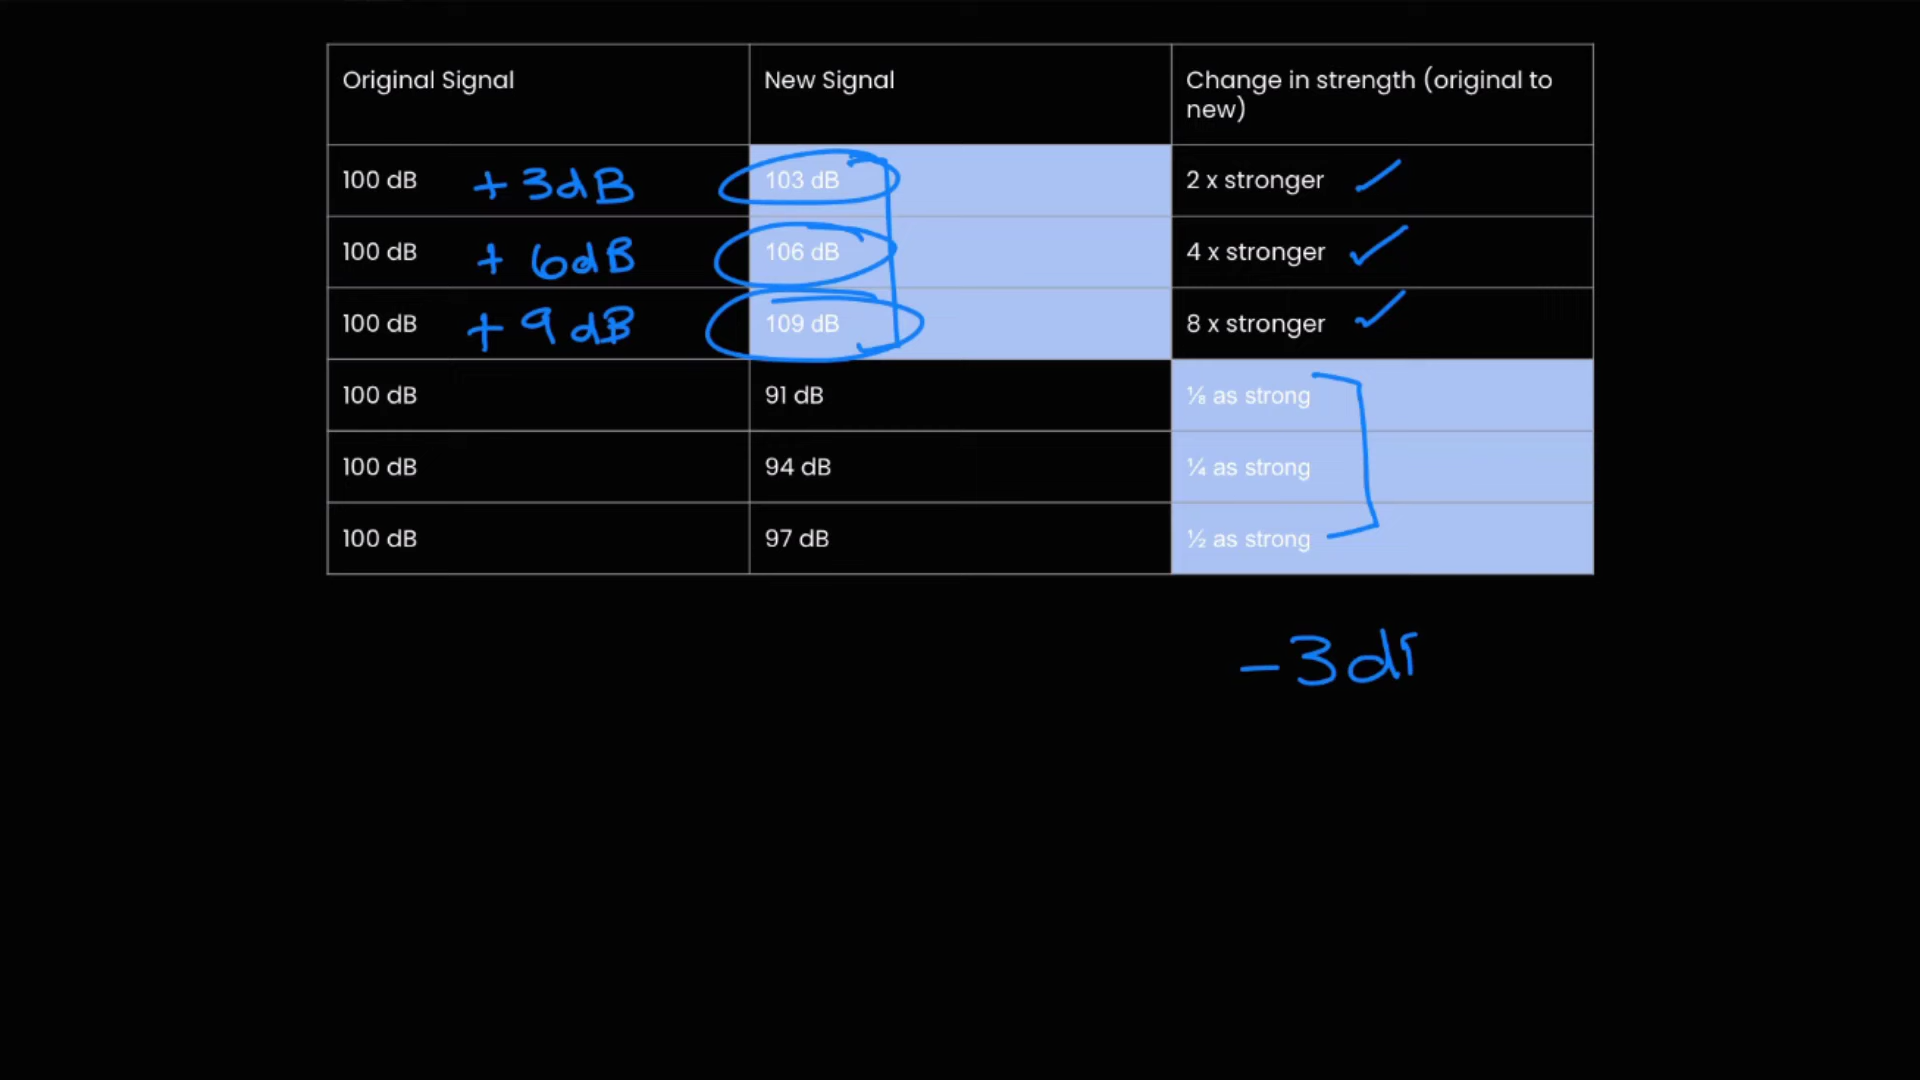 Original Signal New Signal Change in strength (original to
new)
100 dB + 3dB 103 dB 2 x stronger
100 dB + 6dB 106 dB 4 x stronger
100 dB + 9dB 109 dB 8 x stronger
100 dB 91 dB ⅛ as strong
100 dB 94 dB ¼ as strong
100 dB 97 dB ½ as strong
- 3d